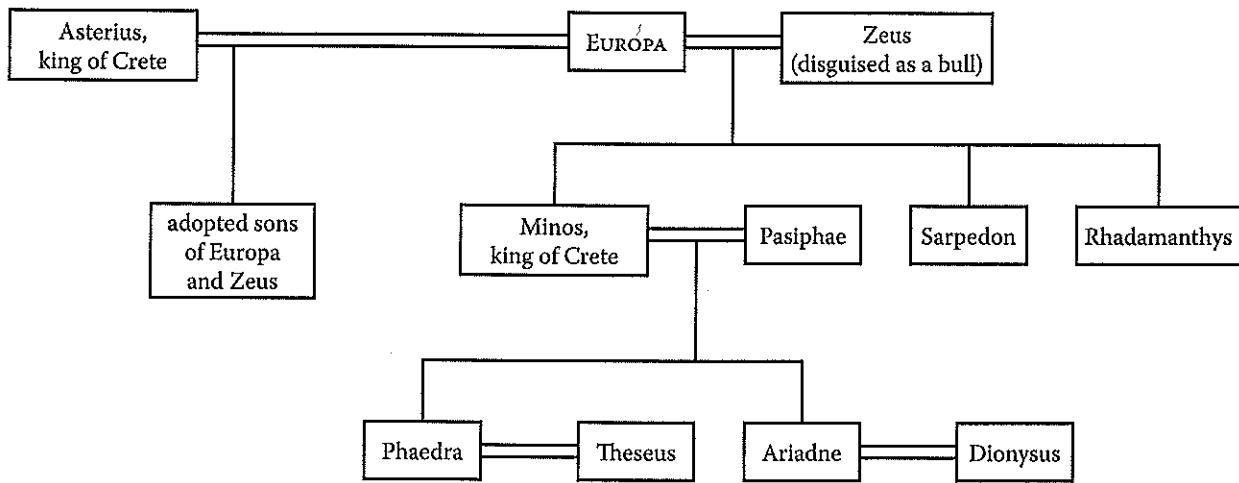 Asterius,
king of Crete
EUROPA
Zeus
(disguised as a bull)
adopted sons
of Europa
and Zeus
Minos,
king of Crete
Pasiphae
Sarpedon
Rhadamanthys
Phaedra
Theseus
Ariadne
Dionysus